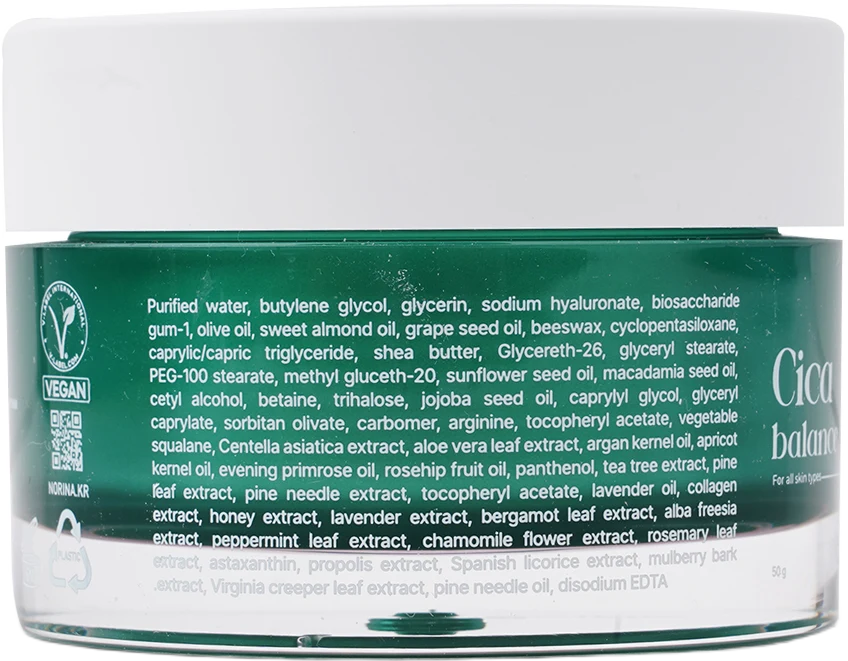 V-LABEL INTERNATIONAL
V-LABEL.COM
VEGAN
NORINA.KR
PLASTIC
Purified water, butylene glycol, glycerin, sodium hyaluronate, biosaccharide
gum-1, olive oil, sweet almond oil, grape seed oil, beeswax, cyclopentasiloxane,
caprylic/capric triglyceride, shea butter, Glycereth-26, glyceryl stearate,
PEG-100 stearate, methyl gluceth-20, sunflower seed oil, macadamia seed oil,
cetyl alcohol, betaine, trihalose, jojoba seed oil, caprylyl glycol, glyceryl
caprylate, sorbitan olivate, carbomer, arginine, tocopheryl acetate, vegetable
squalane, Centella asiatica extract, aloe vera leaf extract, argan kernel oil, apricot
kernel oil, evening primrose oil, rosehip fruit oil, panthenol, tea tree extract, pine
leaf extract, pine needle extract, tocopheryl acetate, lavender oil, collagen
extract, honey extract, lavender extract, bergamot leaf extract, alba freesia
extract, peppermint leaf extract, chamomile flower extract, rosemary leaf
extract, astaxanthin, propolis extract, Spanish licorice extract, mulberry bark
.extract, Virginia creeper leaf extract, pine needle oil, disodium EDTA
Cica
balance
For all skin types
50 g